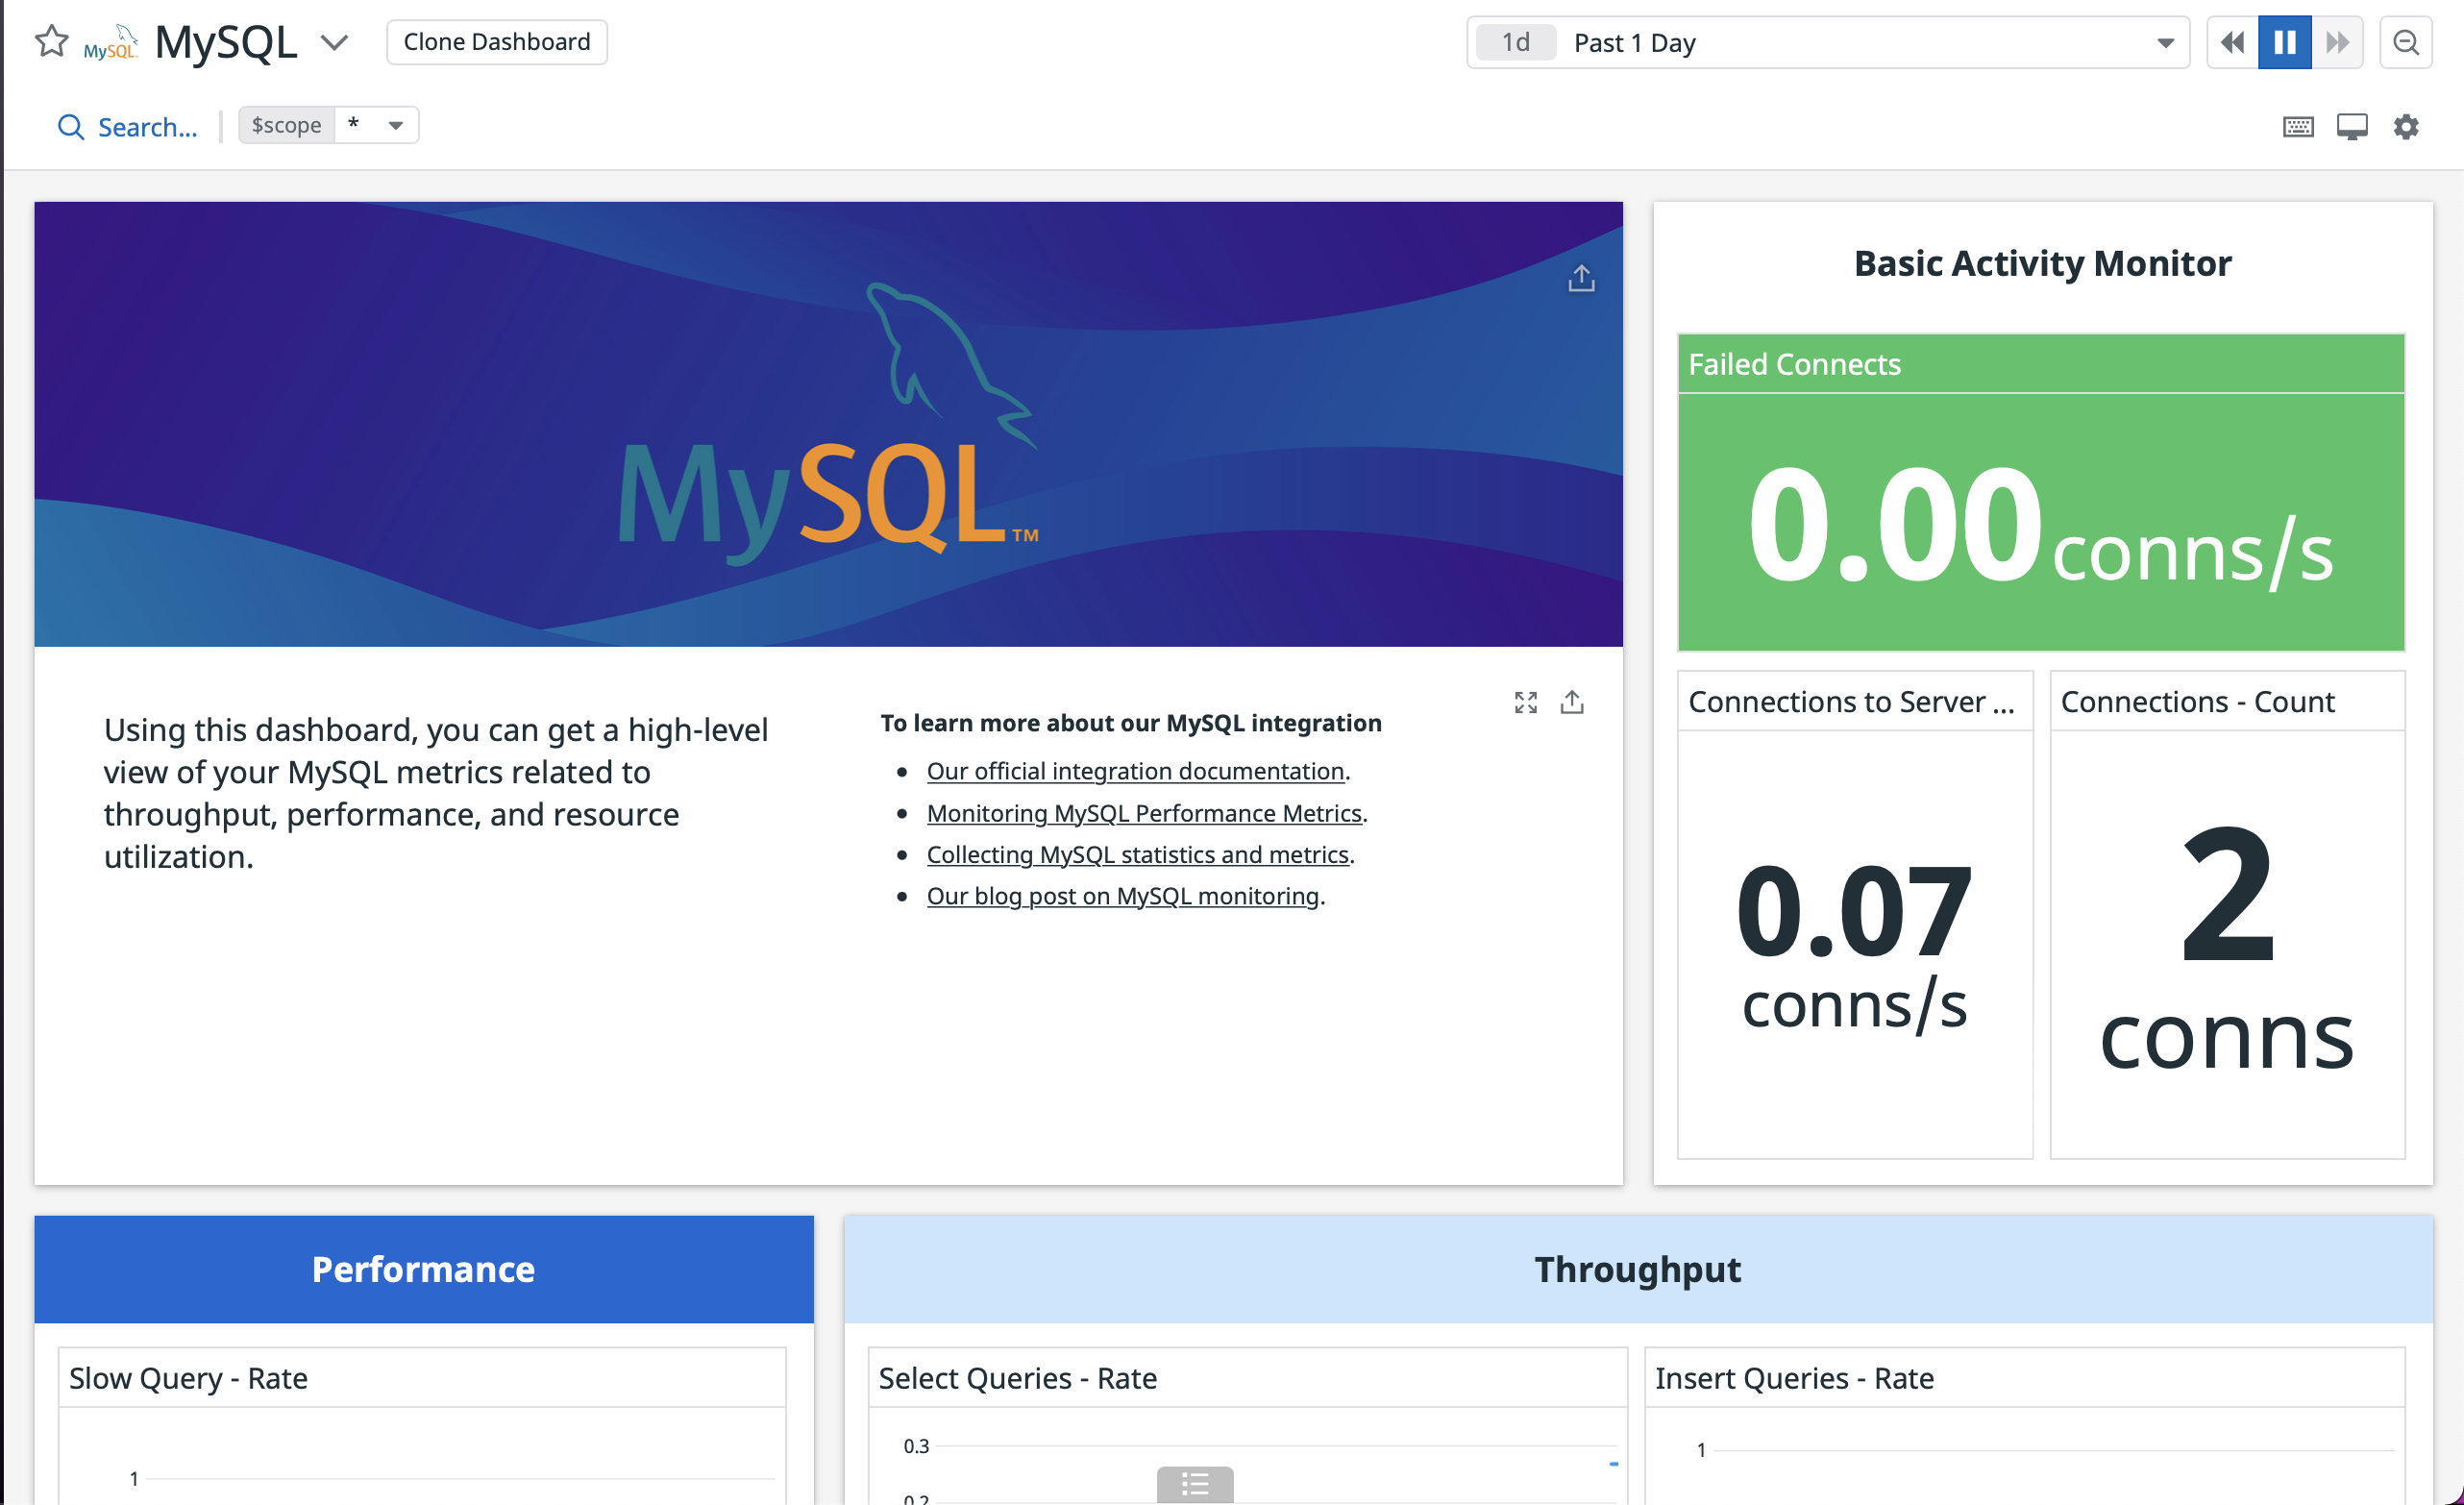 MySQL MySQL Clone Dashboard 1d Past 1 Day
Search... $scope *
MySQL™
Using this dashboard, you can get a high-level
view of your MySQL metrics related to
throughput, performance, and resource
utilization.
To learn more about our MySQL integration
• Our official integration documentation.
• Monitoring MySQL Performance Metrics.
• Collecting MySQL statistics and metrics.
• Our blog post on MySQL monitoring.
Basic Activity Monitor
Failed Connects
0.00 conns/s
Connections to Server ...
0.07
conns/s
Connections - Count
2
conns
Performance
Slow Query - Rate
1
Throughput
Select Queries - Rate
0.3
0.2
Insert Queries - Rate
1